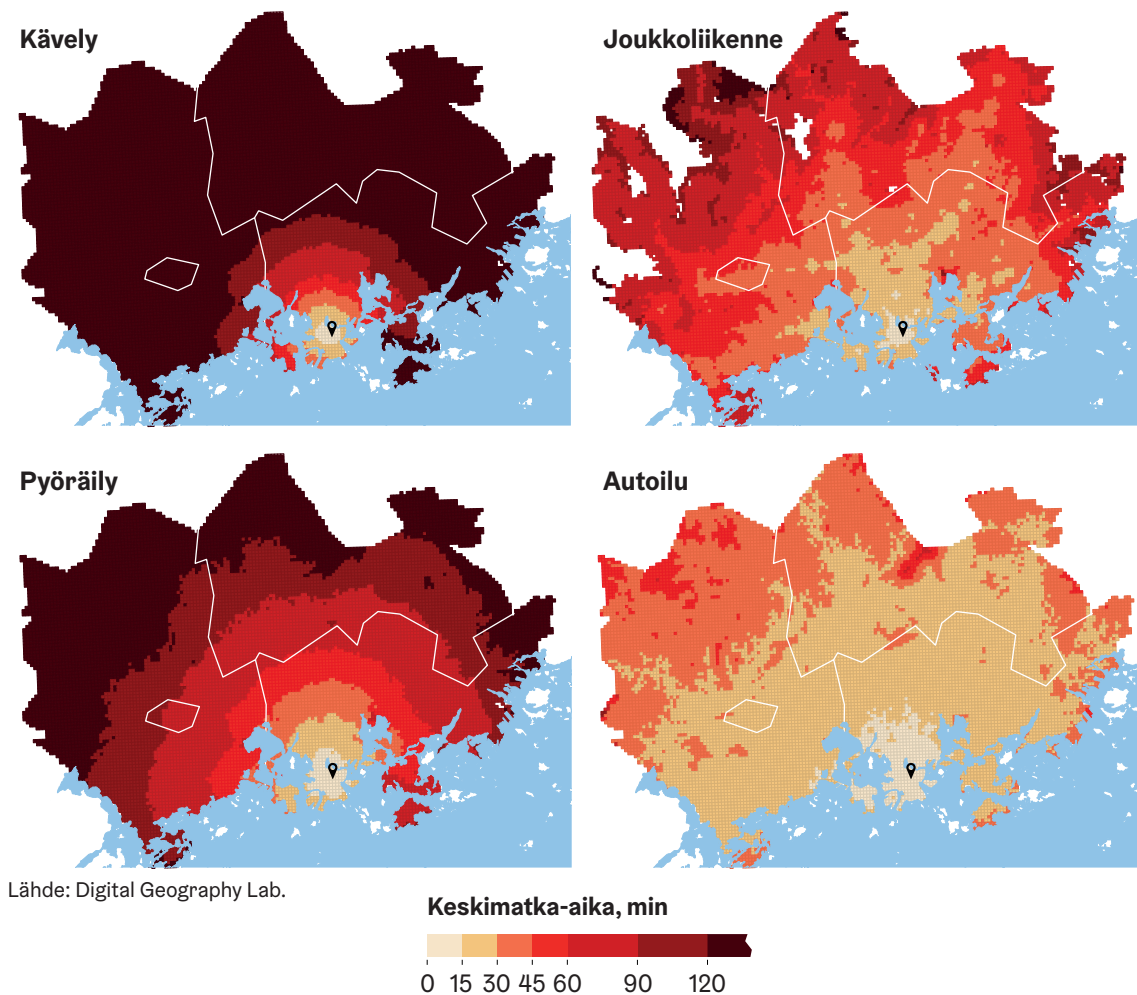 Kävely
Joukkoliikenne
Pyöräily
Autoilu
Lähde: Digital Geography Lab.
Keskimatka-aika, min
0 15 30 45 60 90 120